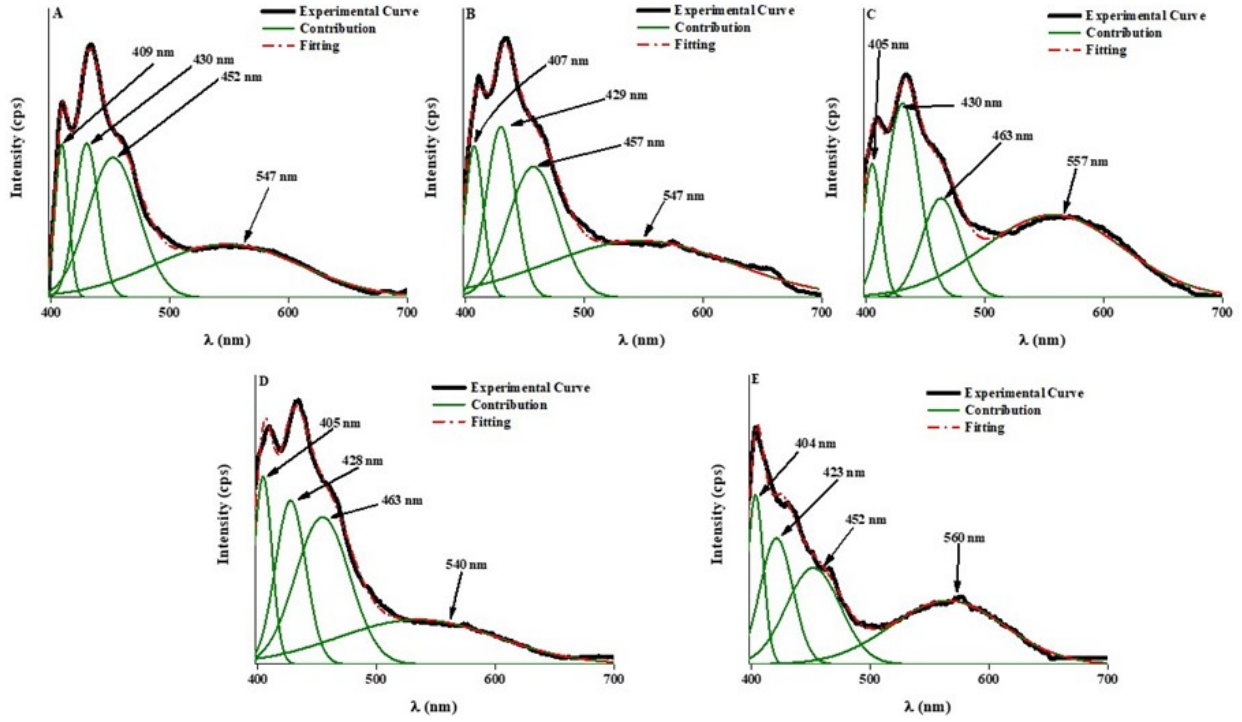 A
Experimental Curve
Contribution
Fitting
409 nm
430 nm
452 nm
547 nm
Intensity (cps)
400 500 600 700
λ (nm)
B
Experimental Curve
Contribution
Fitting
407 nm
429 nm
457 nm
547 nm
Intensity (cps)
400 500 600 700
λ (nm)
C
Experimental Curve
Contribution
Fitting
405 nm
430 nm
463 nm
557 nm
Intensity (cps)
400 500 600 700
λ (nm)
D
Experimental Curve
Contribution
Fitting
405 nm
428 nm
463 nm
540 nm
Intensity (cps)
400 500 600 700
λ (nm)
E
Experimental Curve
Contribution
Fitting
404 nm
423 nm
452 nm
560 nm
Intensity (cps)
400 500 600 700
λ (nm)